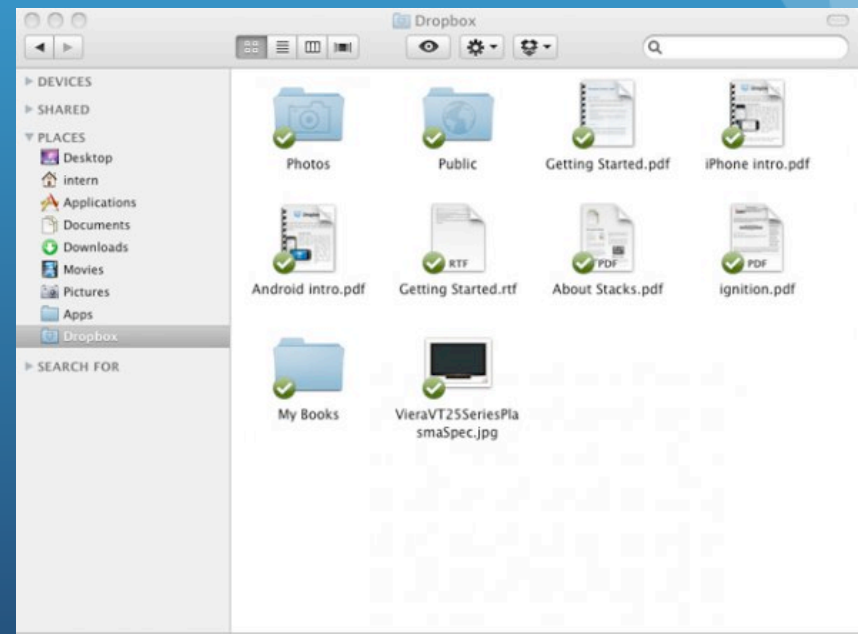 Dropbox
DEVICES
SHARED
PLACES
Desktop
intern
Applications
Documents
Downloads
Movies
Pictures
Apps
Dropbox
SEARCH FOR
Photos
Public
Getting Started.pdf
iPhone intro.pdf
Android intro.pdf
RTF
Getting Started.rtf
PDF
About Stacks.pdf
PDF
ignition.pdf
My Books
VieraVT25SeriesPla
smaSpec.jpg